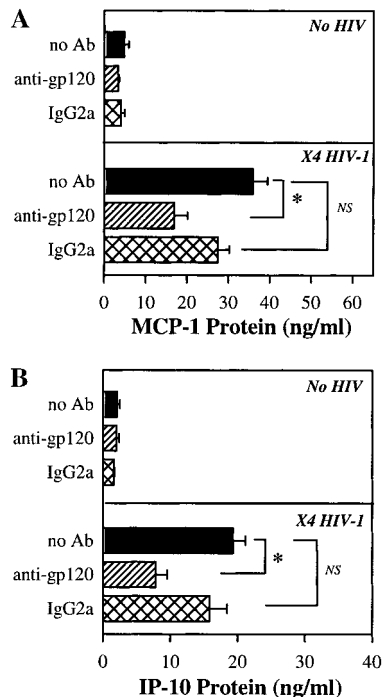 A
No HIV
no Ab
anti-gp120
IgG2a
X4 HIV-1
no Ab
anti-gp120
IgG2a
*
NS
0 10 20 30 40 50 60
MCP-1 Protein (ng/ml)
B
No HIV
no Ab
anti-gp120
IgG2a
X4 HIV-1
no Ab
anti-gp120
IgG2a
*
NS
0 10 20 30 40
IP-10 Protein (ng/ml)